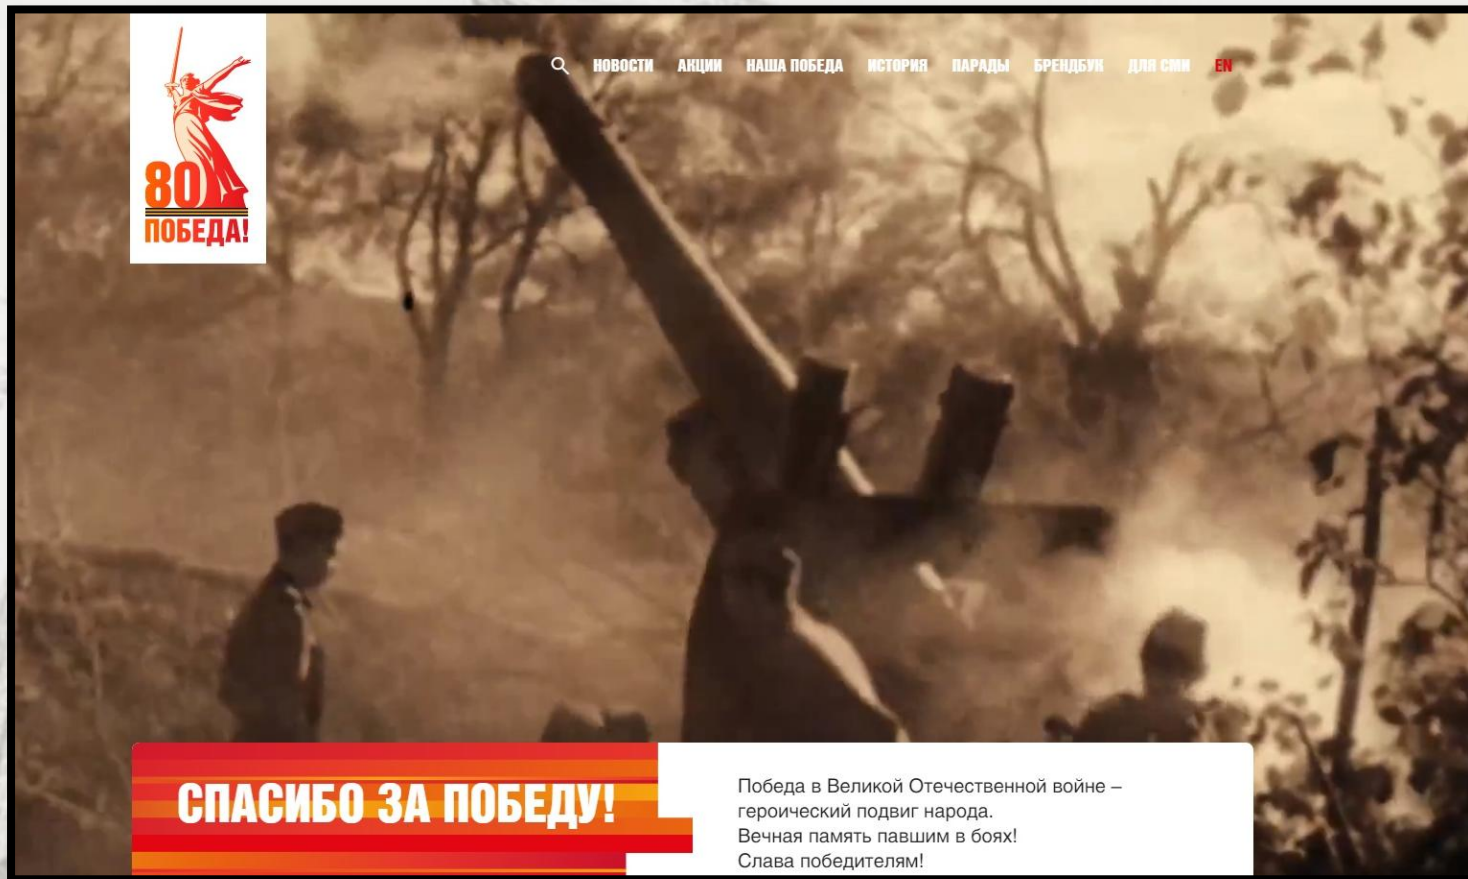 80
ПОБЕДА!
НОВОСТИ АКЦИИ НАША ПОБЕДА ИСТОРИЯ ПАРАДЫ БРЕНДБУК ДЛЯ СМИ EN
СПАСИБО ЗА ПОБЕДУ!
Победа в Великой Отечественной войне –
героический подвиг народа.
Вечная память павшим в боях!
Слава победителям!